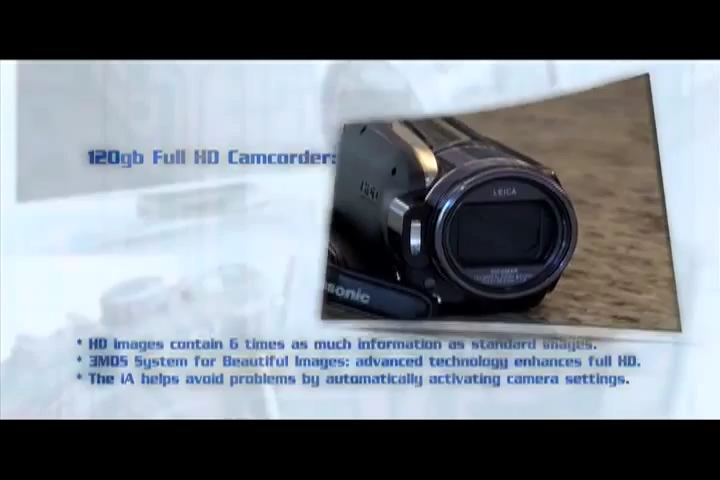 120gb Full HD Camcorder:
LEICA
sonic
* HD images contain 6 times as much information as standard images.
* 3MOS System for Beautiful Images: advanced technology enhances full HD.
* The iA helps avoid problems by automatically activating camera settings.